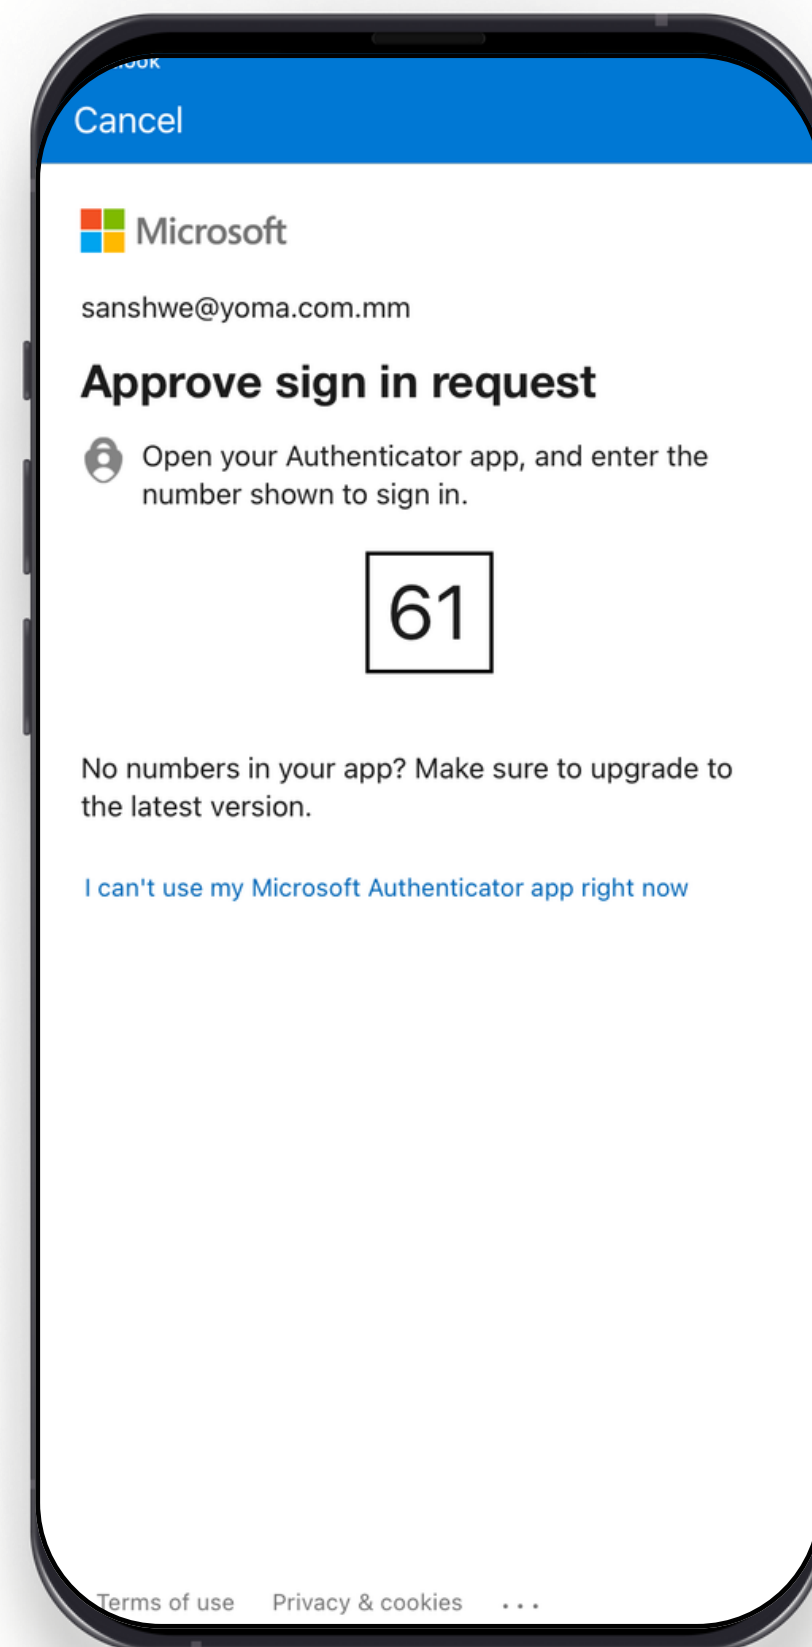 Cancel
Microsoft
sanshwe@yoma.com.mm
Approve sign in request
Open your Authenticator app, and enter the
number shown to sign in.
61
No numbers in your app? Make sure to upgrade to
the latest version.
I can't use my Microsoft Authenticator app right now
Terms of use Privacy & cookies ...